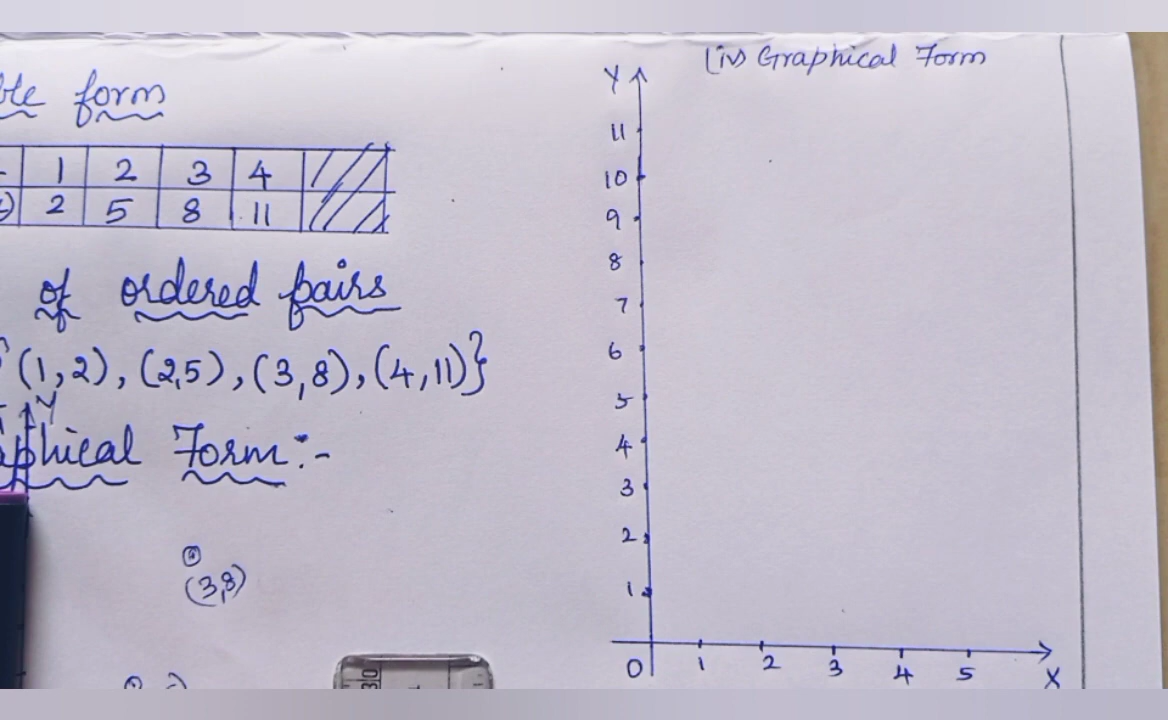 form
1 2 3 4
2 5 8 11
of ordered pairs
(1,2), (2,5), (3,8), (4,11)}
Y
Form:-
(3,8)
30
(iv) Graphical Form
Y
11
10
9
8
7
6
5
4
3
2
1
0 1 2 3 4 5 X